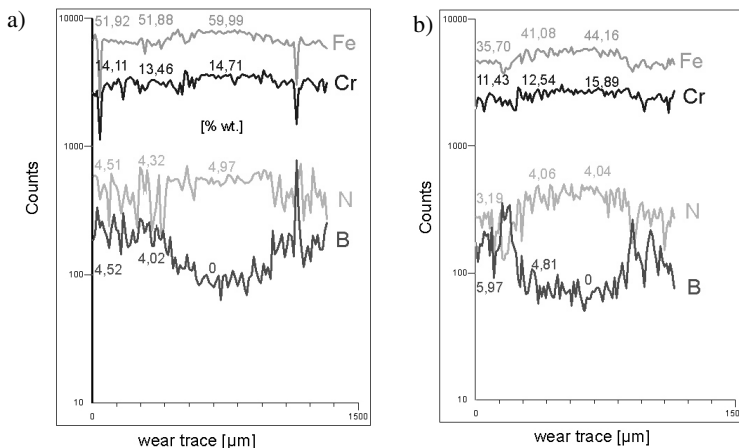 a)
10000
51,92 51,88 59,99
Fe
14,11 13,46 14,71
Cr
[% wt.]
1000
Counts
4,51 4,32 4,97
N
B
4,52 4,02 0
100
10
0 1500
wear trace [µm]
b)
10000
35,70 41,08 44,16
Fe
11,43 12,54 15,89
Cr
1000
Counts
3,19 4,06 4,04
N
100
5,97 4,81 0
B
10
0 150
wear trace [µm]